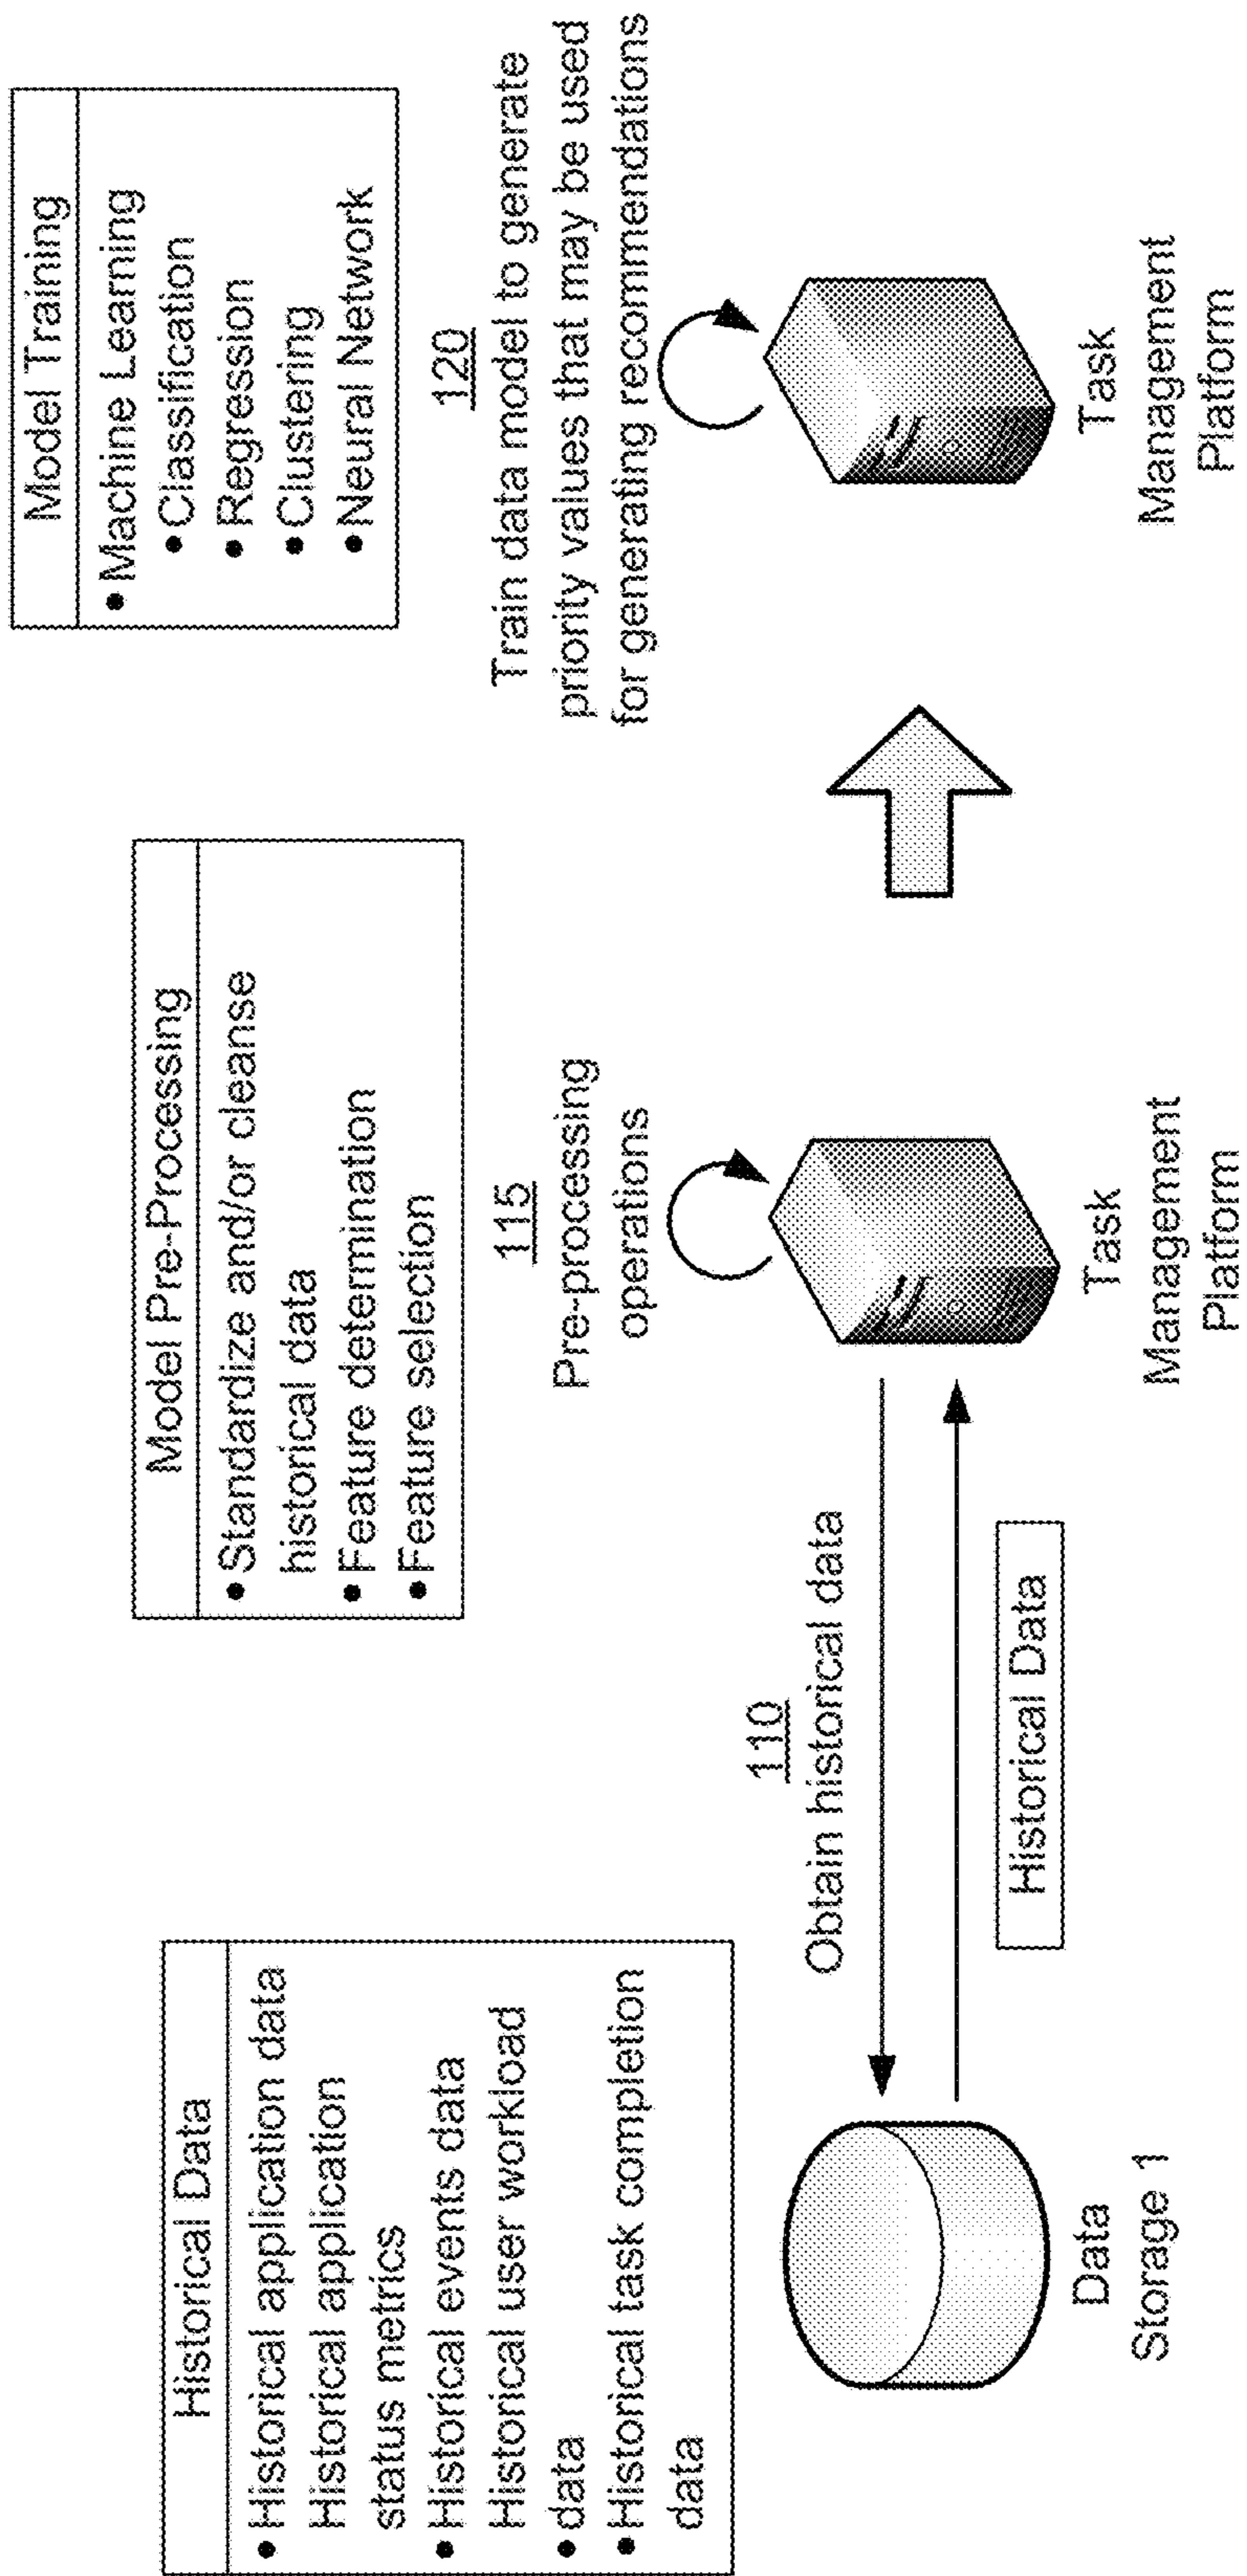 Historical Data
• Historical application data
Historical application
status metrics
• Historical events data
Historical user workload
• data
• Historical task completion
data
Model Pre-Processing
• Standardize and/or cleanse
historical data
• Feature determination
• Feature selection
Model Training
• Machine Learning
• Classification
• Regression
• Clustering
• Neural Network
110
Obtain historical data
Historical Data
115
Pre-processing
operations
120
Train data model to generate
priority values that may be used
for generating recommendations
Data
Storage 1
Task
Management
Platform
Task
Management
Platform